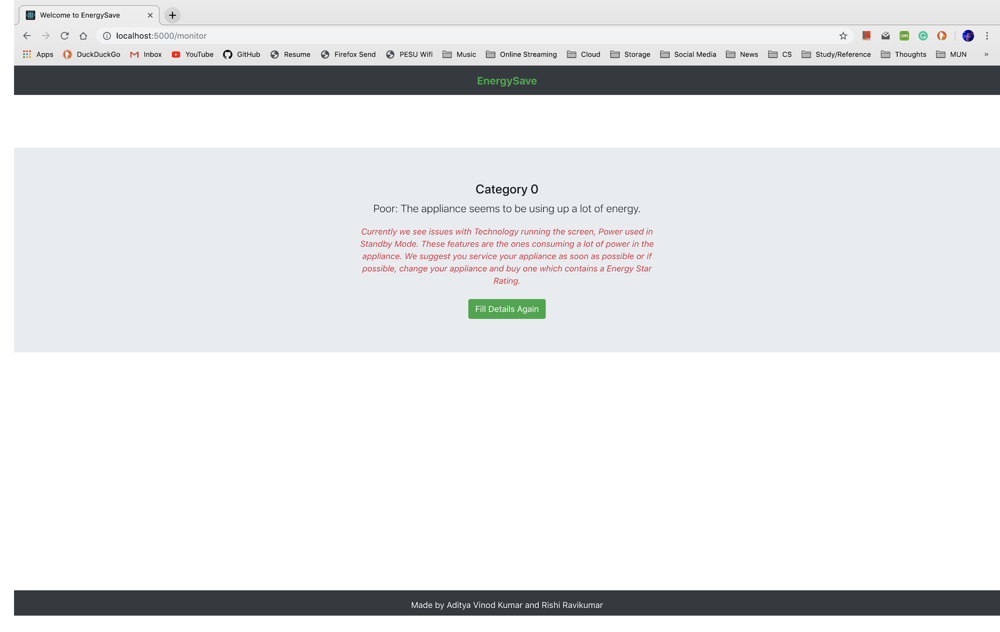 Welcome to EnergySave
localhost:5000/monitor
CORS
Apps DuckDuckGo Inbox YouTube GitHub Resume Firefox Send PESU Wifi Music Online Streaming Cloud Storage Social Media News CS Study/Reference Thoughts MUN »
EnergySave
Category 0
Poor: The appliance seems to be using up a lot of energy.
Currently we see issues with Technology running the screen, Power used in
Standby Mode. These features are the ones consuming a lot of power in the
appliance. We suggest you service your appliance as soon as possible or if
possible, change your appliance and buy one which contains a Energy Star
Rating.
Fill Details Again
Made by Aditya Vinod Kumar and Rishi Ravikumar